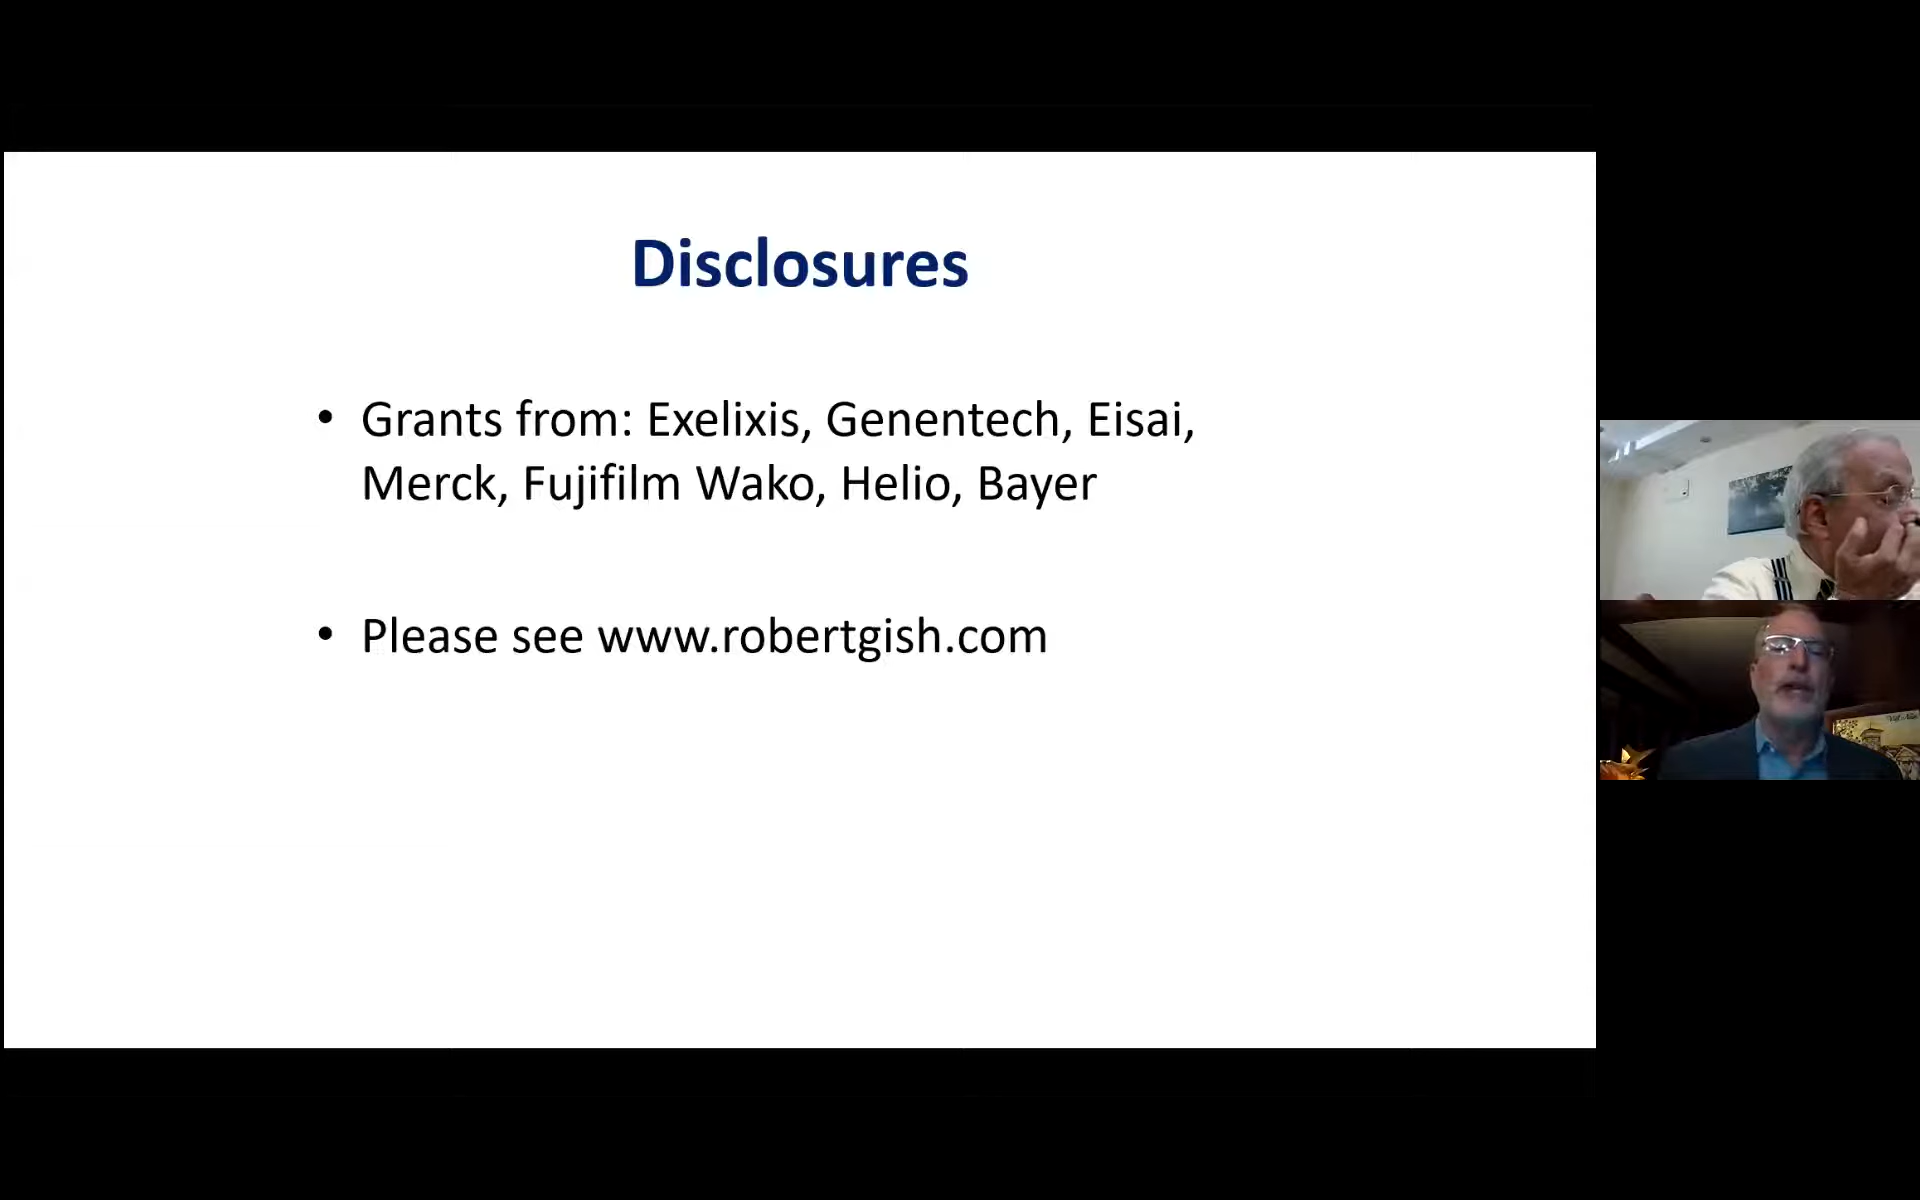 Disclosures
• Grants from: Exelixis, Genentech, Eisai,
Merck, Fujifilm Wako, Helio, Bayer
• Please see www.robertgish.com